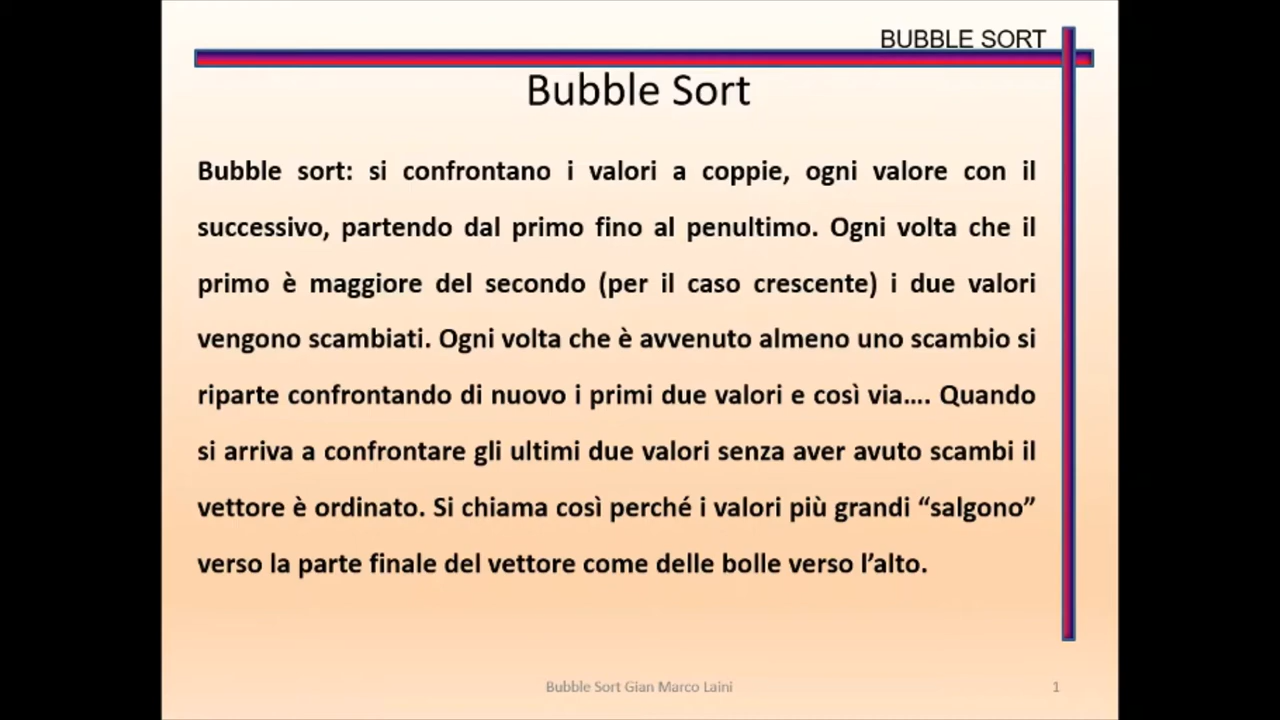 BUBBLE SORT
Bubble Sort
Bubble sort: si confrontano i valori a coppie, ogni valore con il
successivo, partendo dal primo fino al penultimo. Ogni volta che il
primo è maggiore del secondo (per il caso crescente) i due valori
vengono scambiati. Ogni volta che è avvenuto almeno uno scambio si
riparte confrontando di nuovo i primi due valori e così via.... Quando
si arriva a confrontare gli ultimi due valori senza aver avuto scambi il
vettore è ordinato. Si chiama così perché i valori più grandi “salgono”
verso la parte finale del vettore come delle bolle verso l’alto.
Bubble Sort Gian Marco Laini
1